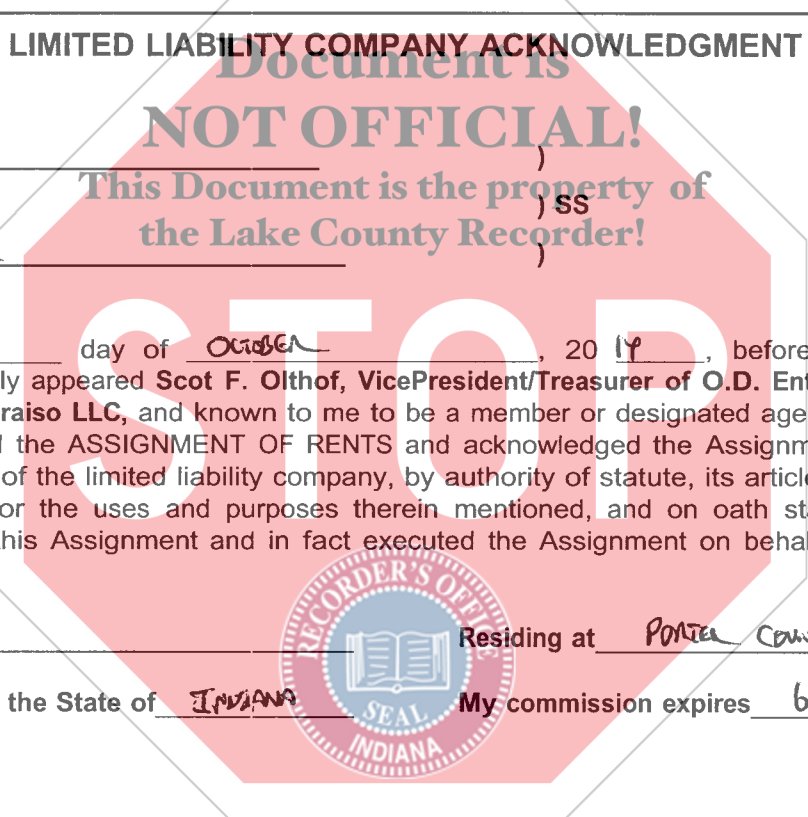 LIMITED LIABILITY COMPANY ACKNOWLEDGMENT
Document is
NOT OFFICIAL!
)
This Document is the property of
) SS
the Lake County Recorder!
)
STOP
day of OCTOBER, 20 14, before
ly appeared Scot F. Olthof, VicePresident/Treasurer of O.D. Ent
raiso LLC, and known to me to be a member or designated age
the ASSIGNMENT OF RENTS and acknowledged the Assignm
of the limited liability company, by authority of statute, its article
or the uses and purposes therein mentioned, and on oath st
his Assignment and in fact executed the Assignment on behal
RECORDER'S OFFICE
SEAL
INDIANA
Residing at PORTER
the State of INDIANA My commission expires 6